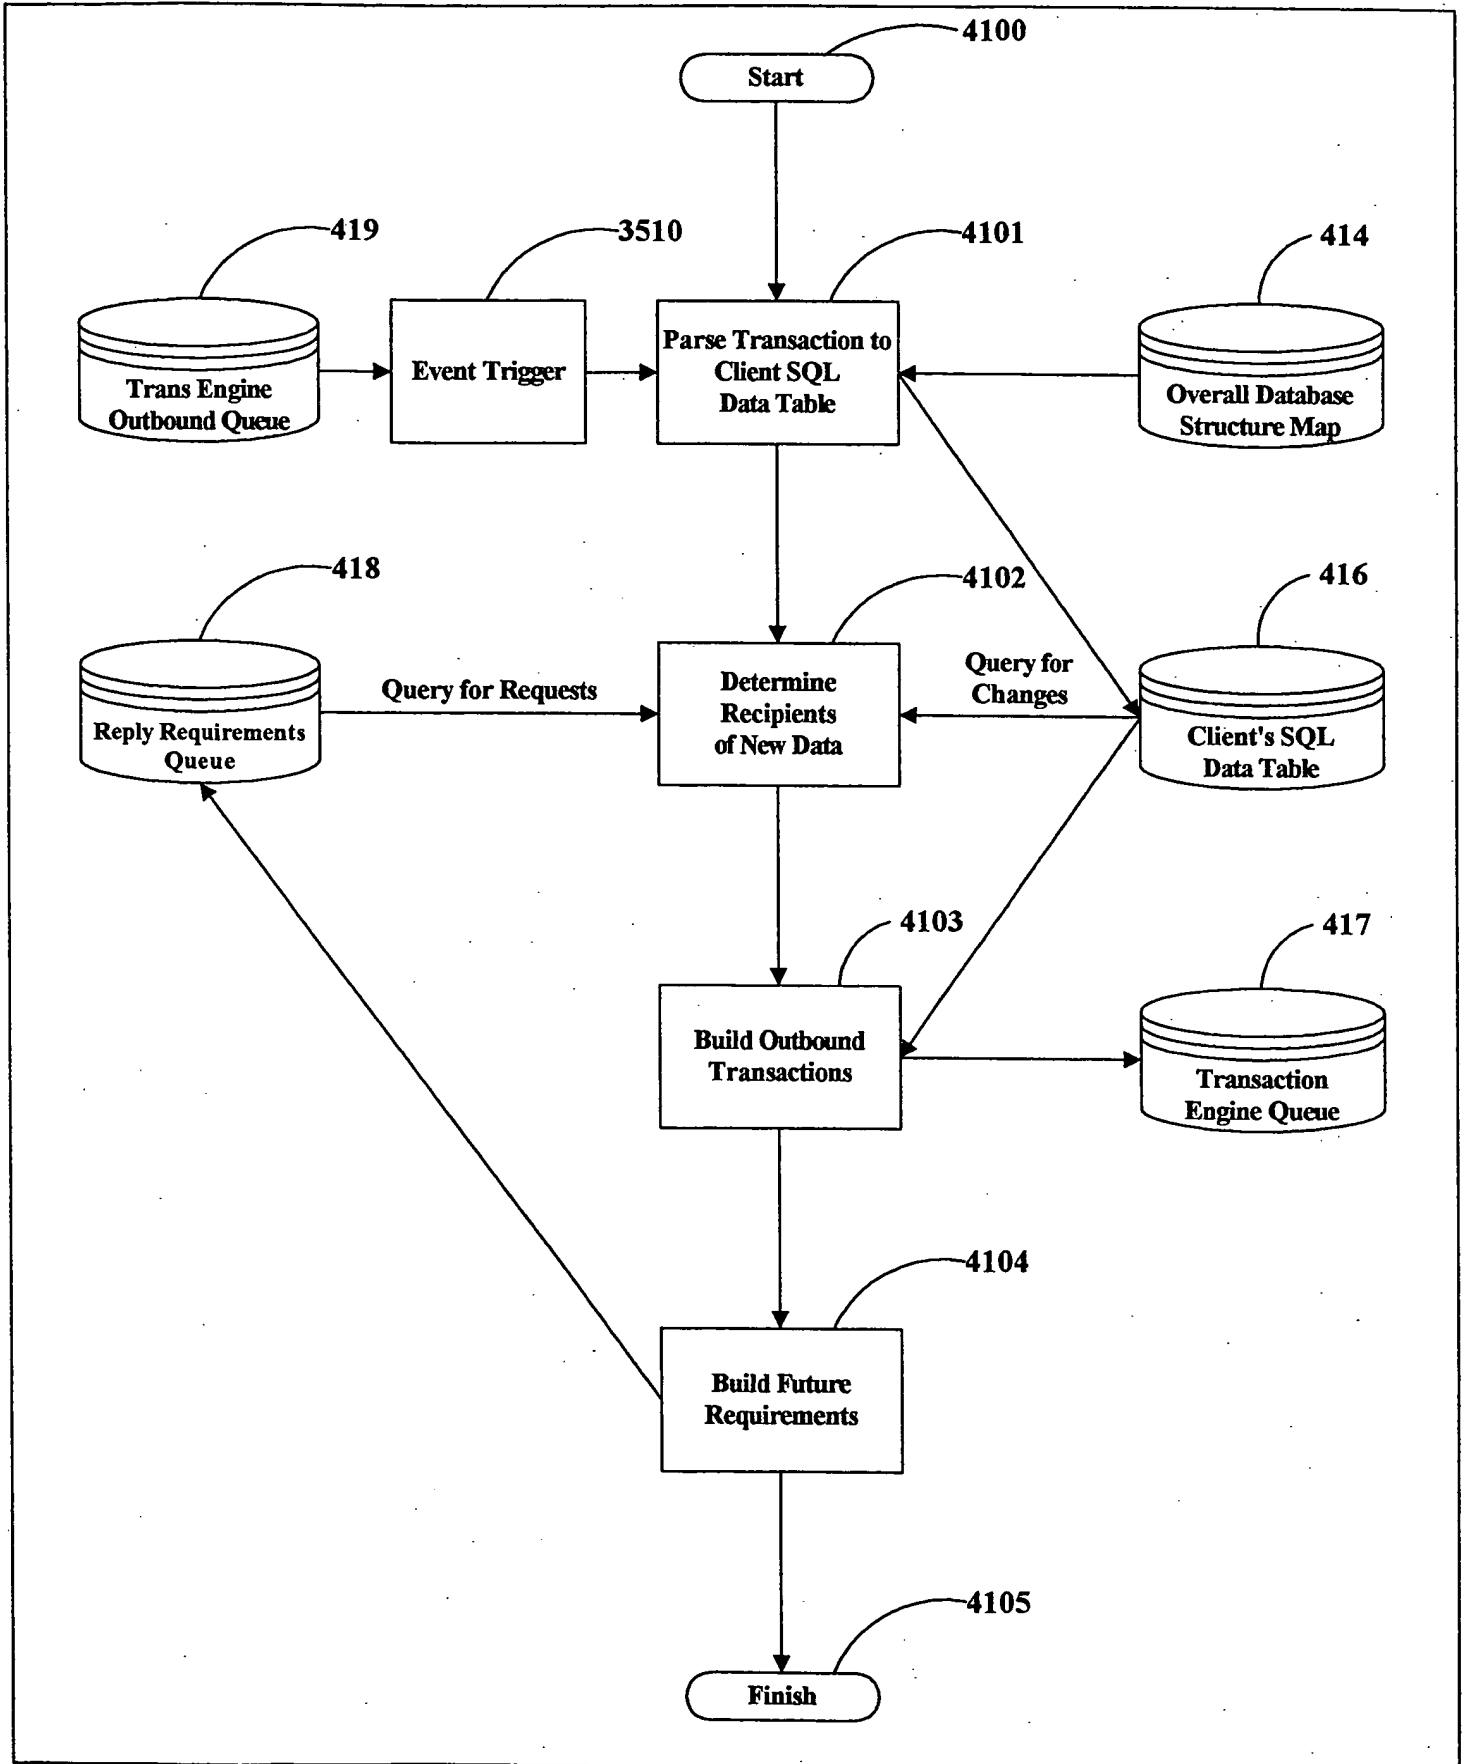 4100
Start
419
3510
4101
414
Trans Engine
Outbound Queue
Event Trigger
Parse Transaction to
Client SQL
Data Table
Overall Database
Structure Map
418
4102
416
Reply Requirements
Queue
Query for Requests
Determine
Recipients
of New Data
Query for
Changes
Client's SQL
Data Table
4103
417
Build Outbound
Transactions
Transaction
Engine Queue
4104
Build Future
Requirements
4105
Finish